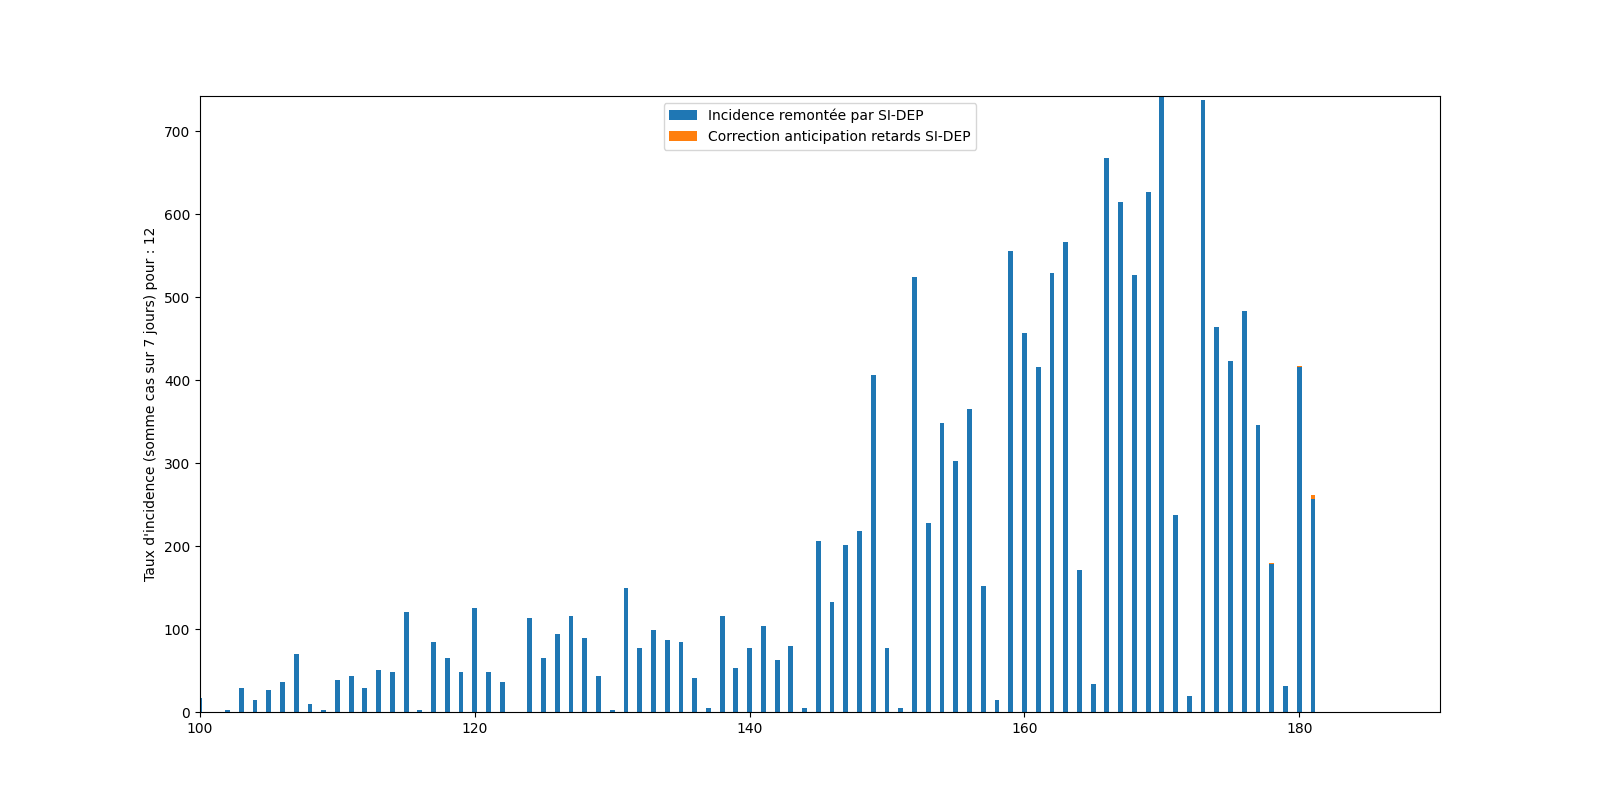 Incidence remontée par SI-DEP
Correction anticipation retards SI-DEP
Taux d'incidence (somme cas sur 7 jours) pour : 12
700
600
500
400
300
200
100
0
100 120 140 160 180